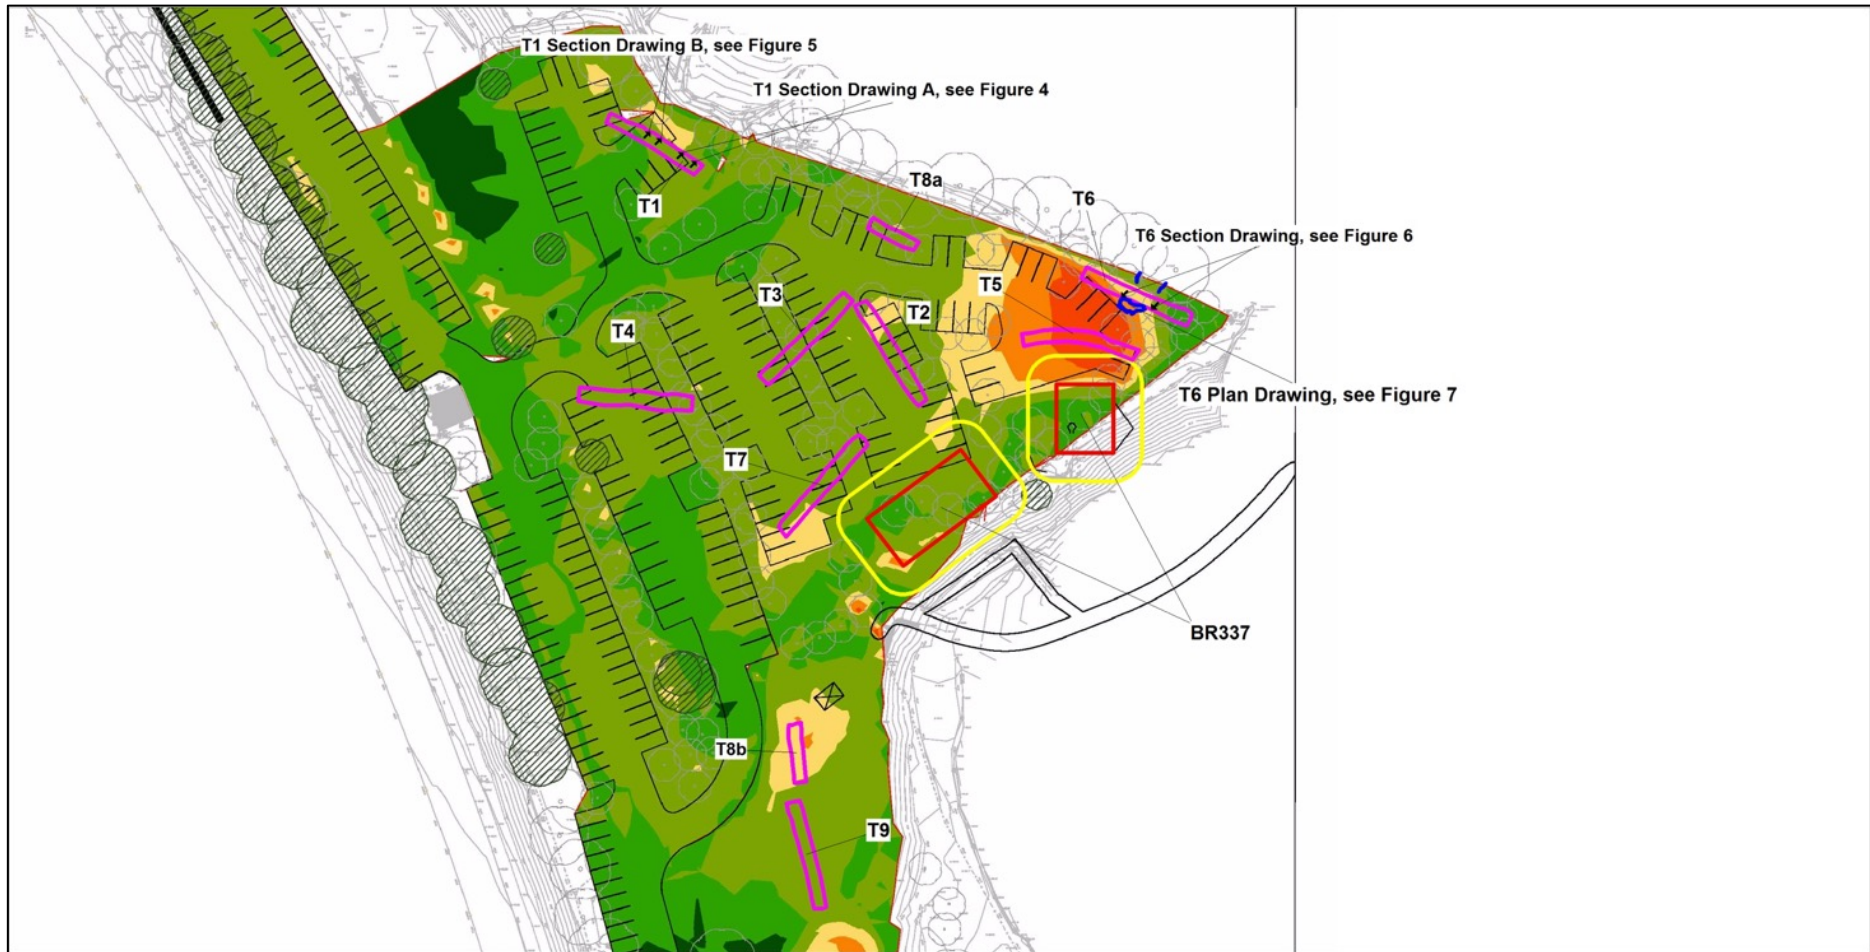 T1 Section Drawing B, see Figure 5
T1 Section Drawing A, see Figure 4
T8a
T6
T1
T6 Section Drawing, see Figure 6
T5
T3
T2
T4
T6 Plan Drawing, see Figure 7
T7
BR337
T8b
T9